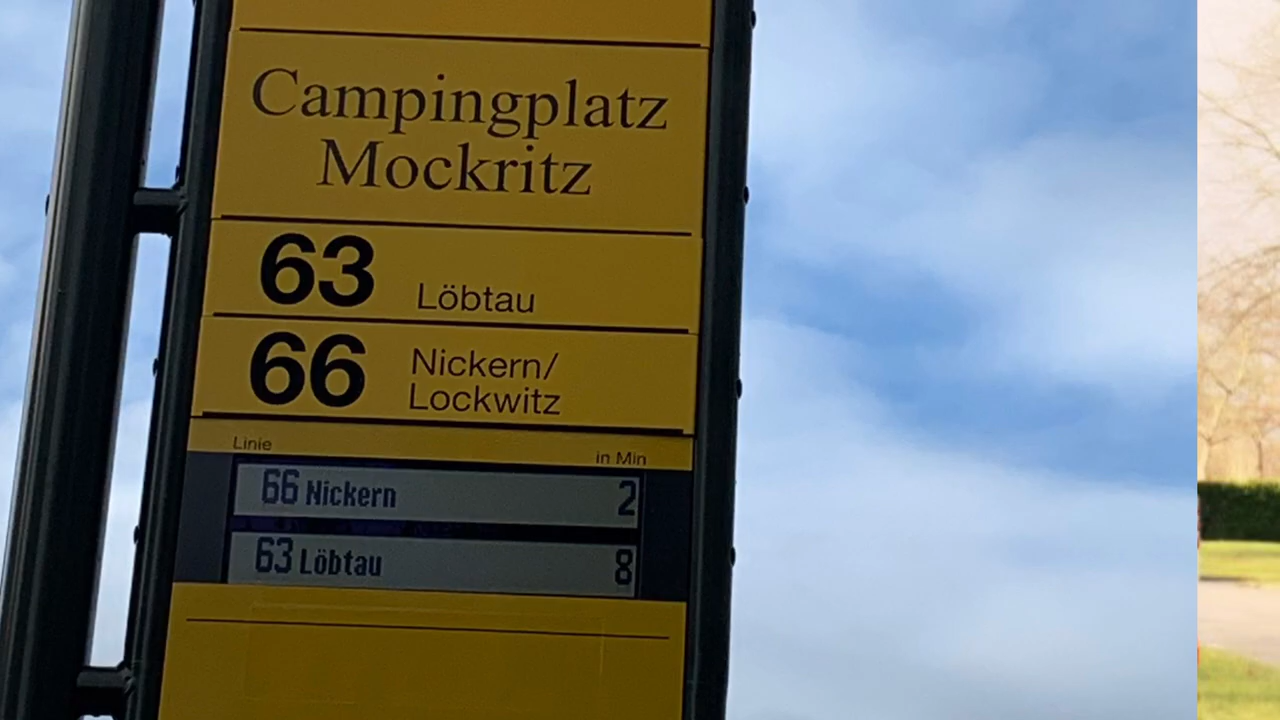 Campingplatz
Mockritz
63 Löbtau
66 Nickern/
Lockwitz
Linie in Min
66 Nickern 2
63 Löbtau 8